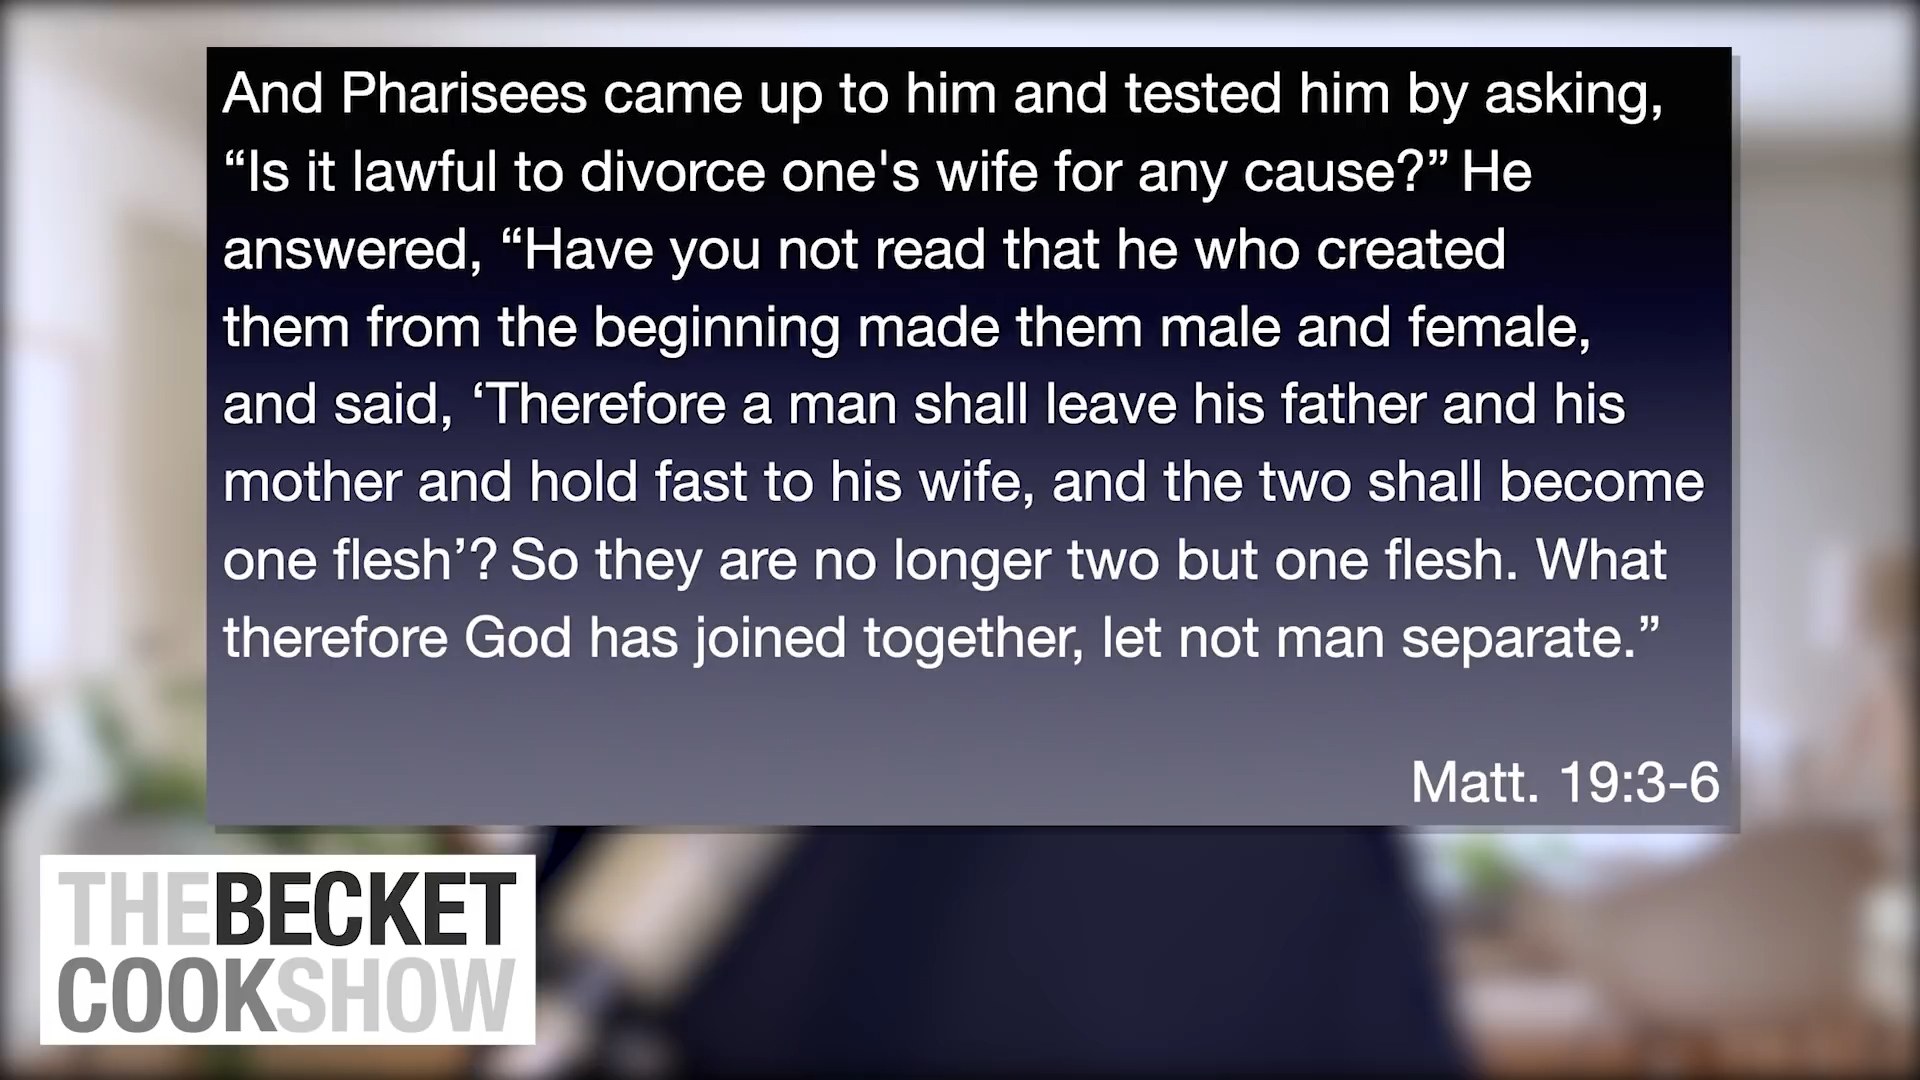 And Pharisees came up to him and tested him by asking,
“Is it lawful to divorce one's wife for any cause?” He
answered, “Have you not read that he who created
them from the beginning made them male and female,
and said, ‘Therefore a man shall leave his father and his
mother and hold fast to his wife, and the two shall become
one flesh’? So they are no longer two but one flesh. What
therefore God has joined together, let not man separate.”
Matt. 19:3-6
THEBECKET
COOKSHOW